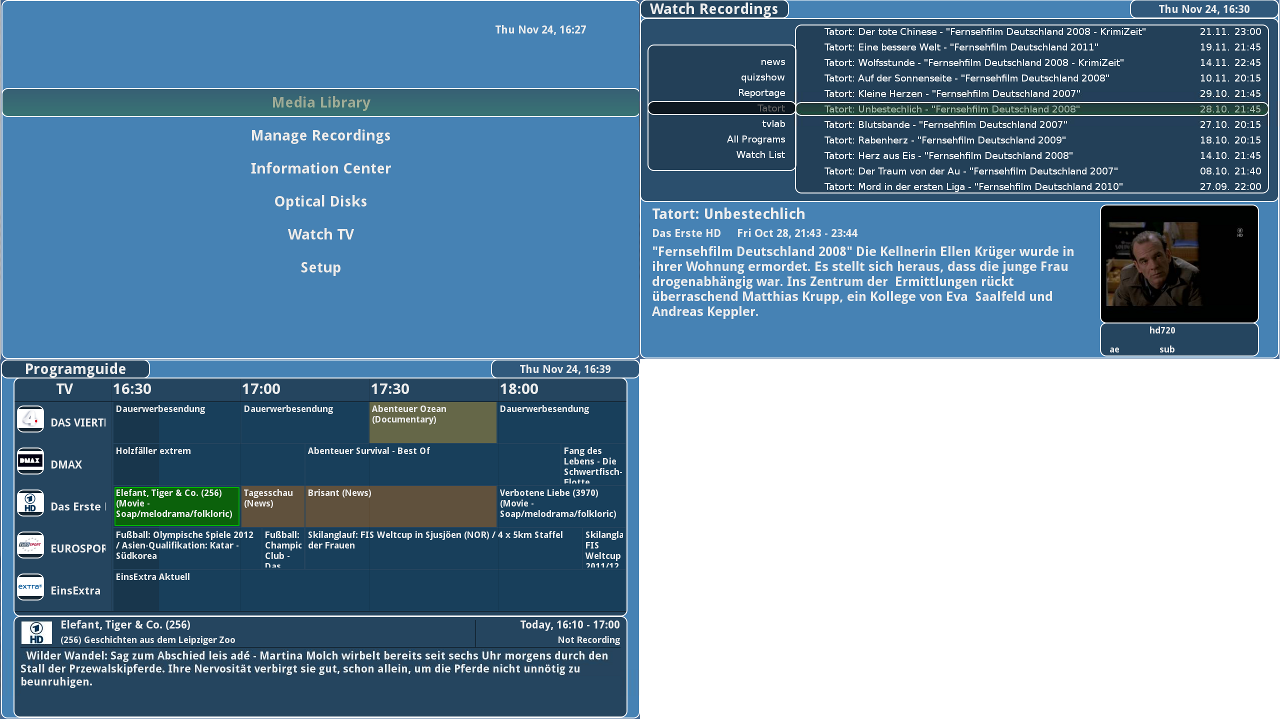 Thu Nov 24, 16:27
Media Library
Manage Recordings
Information Center
Optical Disks
Watch TV
Setup
Watch Recordings
Thu Nov 24, 16:30
news
quizshow
Reportage
Tatort
tvlab
All Programs
Watch List
Tatort: Der tote Chinese - "Fernsehfilm Deutschland 2008 - KrimiZeit" 21.11. 23:00
Tatort: Eine bessere Welt - "Fernsehfilm Deutschland 2011" 19.11. 21:45
Tatort: Wolfsstunde - "Fernsehfilm Deutschland 2008 - KrimiZeit" 14.11. 22:45
Tatort: Auf der Sonnenseite - "Fernsehfilm Deutschland 2008" 10.11. 20:15
Tatort: Kleine Herzen - "Fernsehfilm Deutschland 2007" 29.10. 21:45
Tatort: Unbestechlich - "Fernsehfilm Deutschland 2008" 28.10. 21:45
Tatort: Blutsbande - "Fernsehfilm Deutschland 2007" 27.10. 20:15
Tatort: Rabenherz - "Fernsehfilm Deutschland 2009" 18.10. 20:15
Tatort: Herz aus Eis - "Fernsehfilm Deutschland 2008" 14.10. 21:45
Tatort: Der Traum von der Au - "Fernsehfilm Deutschland 2007" 08.10. 21:40
Tatort: Mord in der ersten Liga - "Fernsehfilm Deutschland 2010" 27.09. 22:00
Tatort: Unbestechlich
Das Erste HD Fri Oct 28, 21:43 - 23:44
"Fernsehfilm Deutschland 2008" Die Kellnerin Ellen Krüger wurde in
ihrer Wohnung ermordet. Es stellt sich heraus, dass die junge Frau
drogenabhängig war. Ins Zentrum der Ermittlungen rückt
überraschend Matthias Krupp, ein Kollege von Eva Saalfeld und
Andreas Keppler.
hd720
ae sub
Programguide
Thu Nov 24, 16:39
TV 16:30 17:00 17:30 18:00
DAS VIERT
Dauerwerbesendung
Dauerwerbesendung
Abenteuer Ozean
(Documentary)
Dauerwerbesendung
DMAX
DMAX
Holzfäller extrem
Abenteuer Survival - Best Of
Fang des
Lebens - Die
Schwertfisch-
Flotte
HD
Das Erste
Elefant, Tiger & Co. (256)
(Movie -
Soap/melodrama/folkloric)
Tagesschau
(News)
Brisant (News)
Verbotene Liebe (3970)
(Movie -
Soap/melodrama/folkloric)
EUROSPOR
Fußball: Olympische Spiele 2012
/ Asien-Qualifikation: Katar -
Südkorea
Fußball:
Champic
Club -
Das
Skilanglauf: FIS Weltcup in Sjusjöen (NOR) / 4 x 5km Staffel
der Frauen
Skilangla
FIS
Weltcup
2011/12
EXTRA
EinsExtra
EinsExtra Aktuell
HD
Elefant, Tiger & Co. (256)
Today, 16:10 - 17:00
(256) Geschichten aus dem Leipziger Zoo
Not Recording
Wilder Wandel: Sag zum Abschied leis adé - Martina Molch wirbelt bereits seit sechs Uhr morgens durch den
Stall der Przewalskipferde. Ihre Nervosität verbirgt sie gut, schon allein, um die Pferde nicht unnötig zu
beunruhigen.